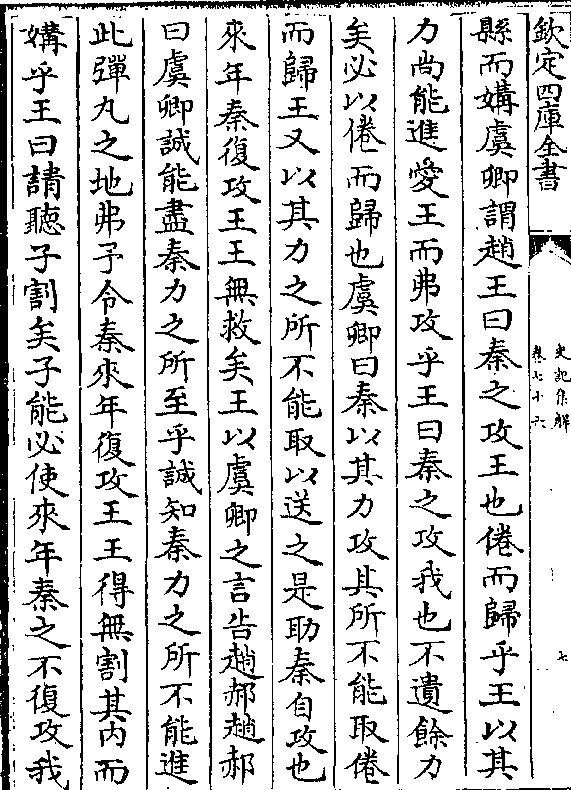 欽定四庫全書
史記集解
卷七十六
七
縣而媾虞卿謂趙王曰秦之攻王也倦而歸乎王以其
力尚能進愛王而弗攻乎王曰秦之攻我也不遺餘力
矣必以倦而歸也虞卿曰秦以其力攻其所不能取倦
而歸王又以其力之所不能取以送之是助秦自攻也
來年秦復攻王王無救矣王以虞卿之言告趙郝趙郝
曰虞卿誠能盡秦力之所至乎誠知秦力之所不能進
此彈丸之地弗予令秦來年復攻王王得無割其内而
媾乎王曰請聽子割矣子能必使來年秦之不復攻我